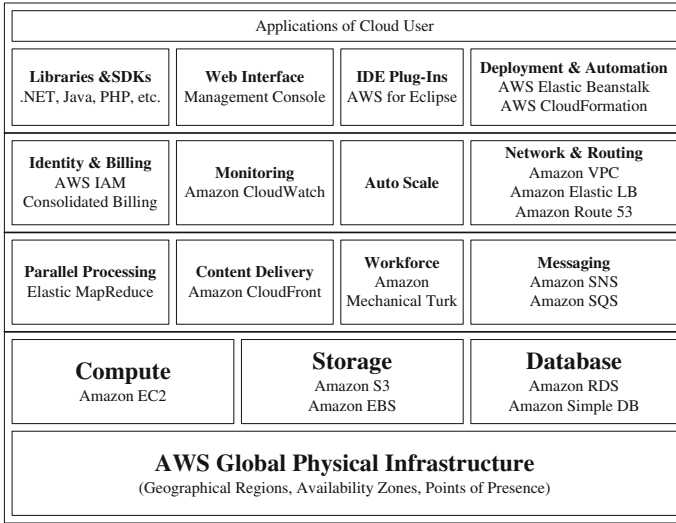 Applications of Cloud User
Libraries &SDKs
.NET, Java, PHP, etc.
Web Interface
Management Console
IDE Plug-Ins
AWS for Eclipse
Deployment & Automation
AWS Elastic Beanstalk
AWS CloudFormation
Identity & Billing
AWS IAM
Consolidated Billing
Monitoring
Amazon CloudWatch
Auto Scale
Network & Routing
Amazon VPC
Amazon Elastic LB
Amazon Route 53
Parallel Processing
Elastic MapReduce
Content Delivery
Amazon CloudFront
Workforce
Amazon
Mechanical Turk
Messaging
Amazon SNS
Amazon SQS
Compute
Amazon EC2
Storage
Amazon S3
Amazon EBS
Database
Amazon RDS
Amazon Simple DB
AWS Global Physical Infrastructure
(Geographical Regions, Availability Zones, Points of Presence)